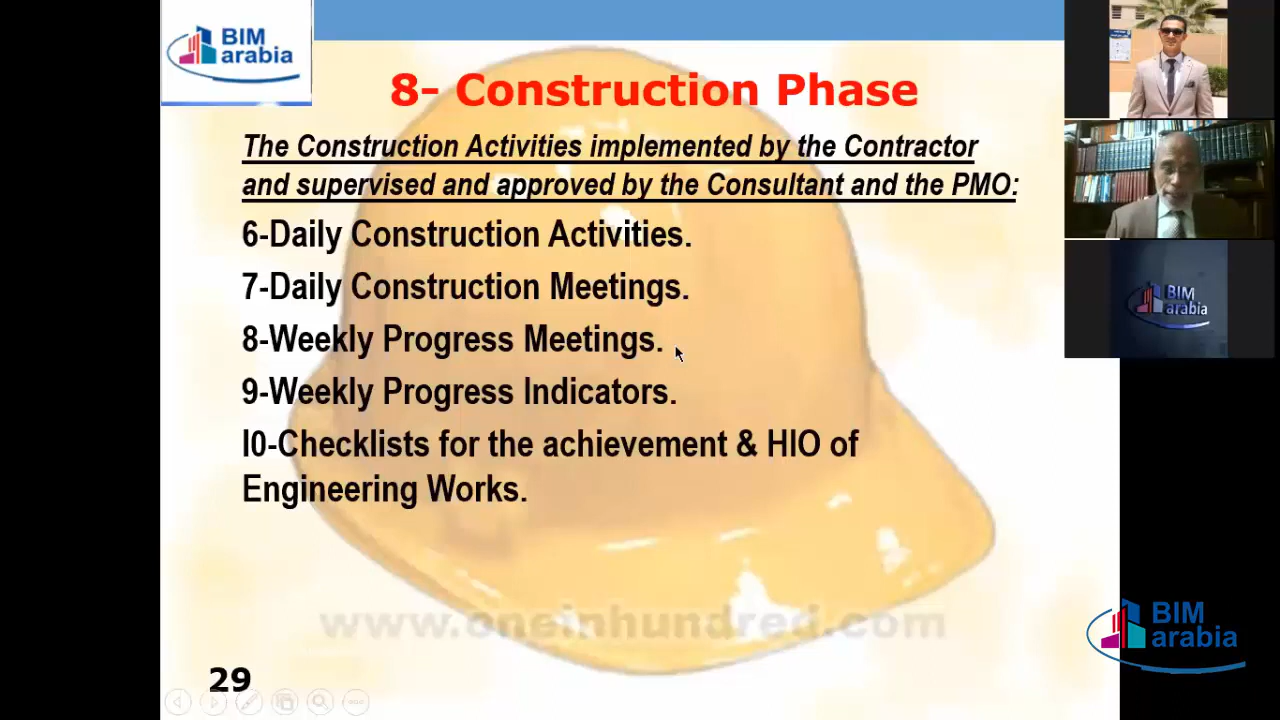 BIM
arabia
8- Construction Phase
The Construction Activities implemented by the Contractor
and supervised and approved by the Consultant and the PMO:
6-Daily Construction Activities.
7-Daily Construction Meetings.
8-Weekly Progress Meetings.
9-Weekly Progress Indicators.
l0-Checklists for the achievement & HIO of
Engineering Works.
www.oneinhundred.com
29
BIM
arabia
BIM
arabia